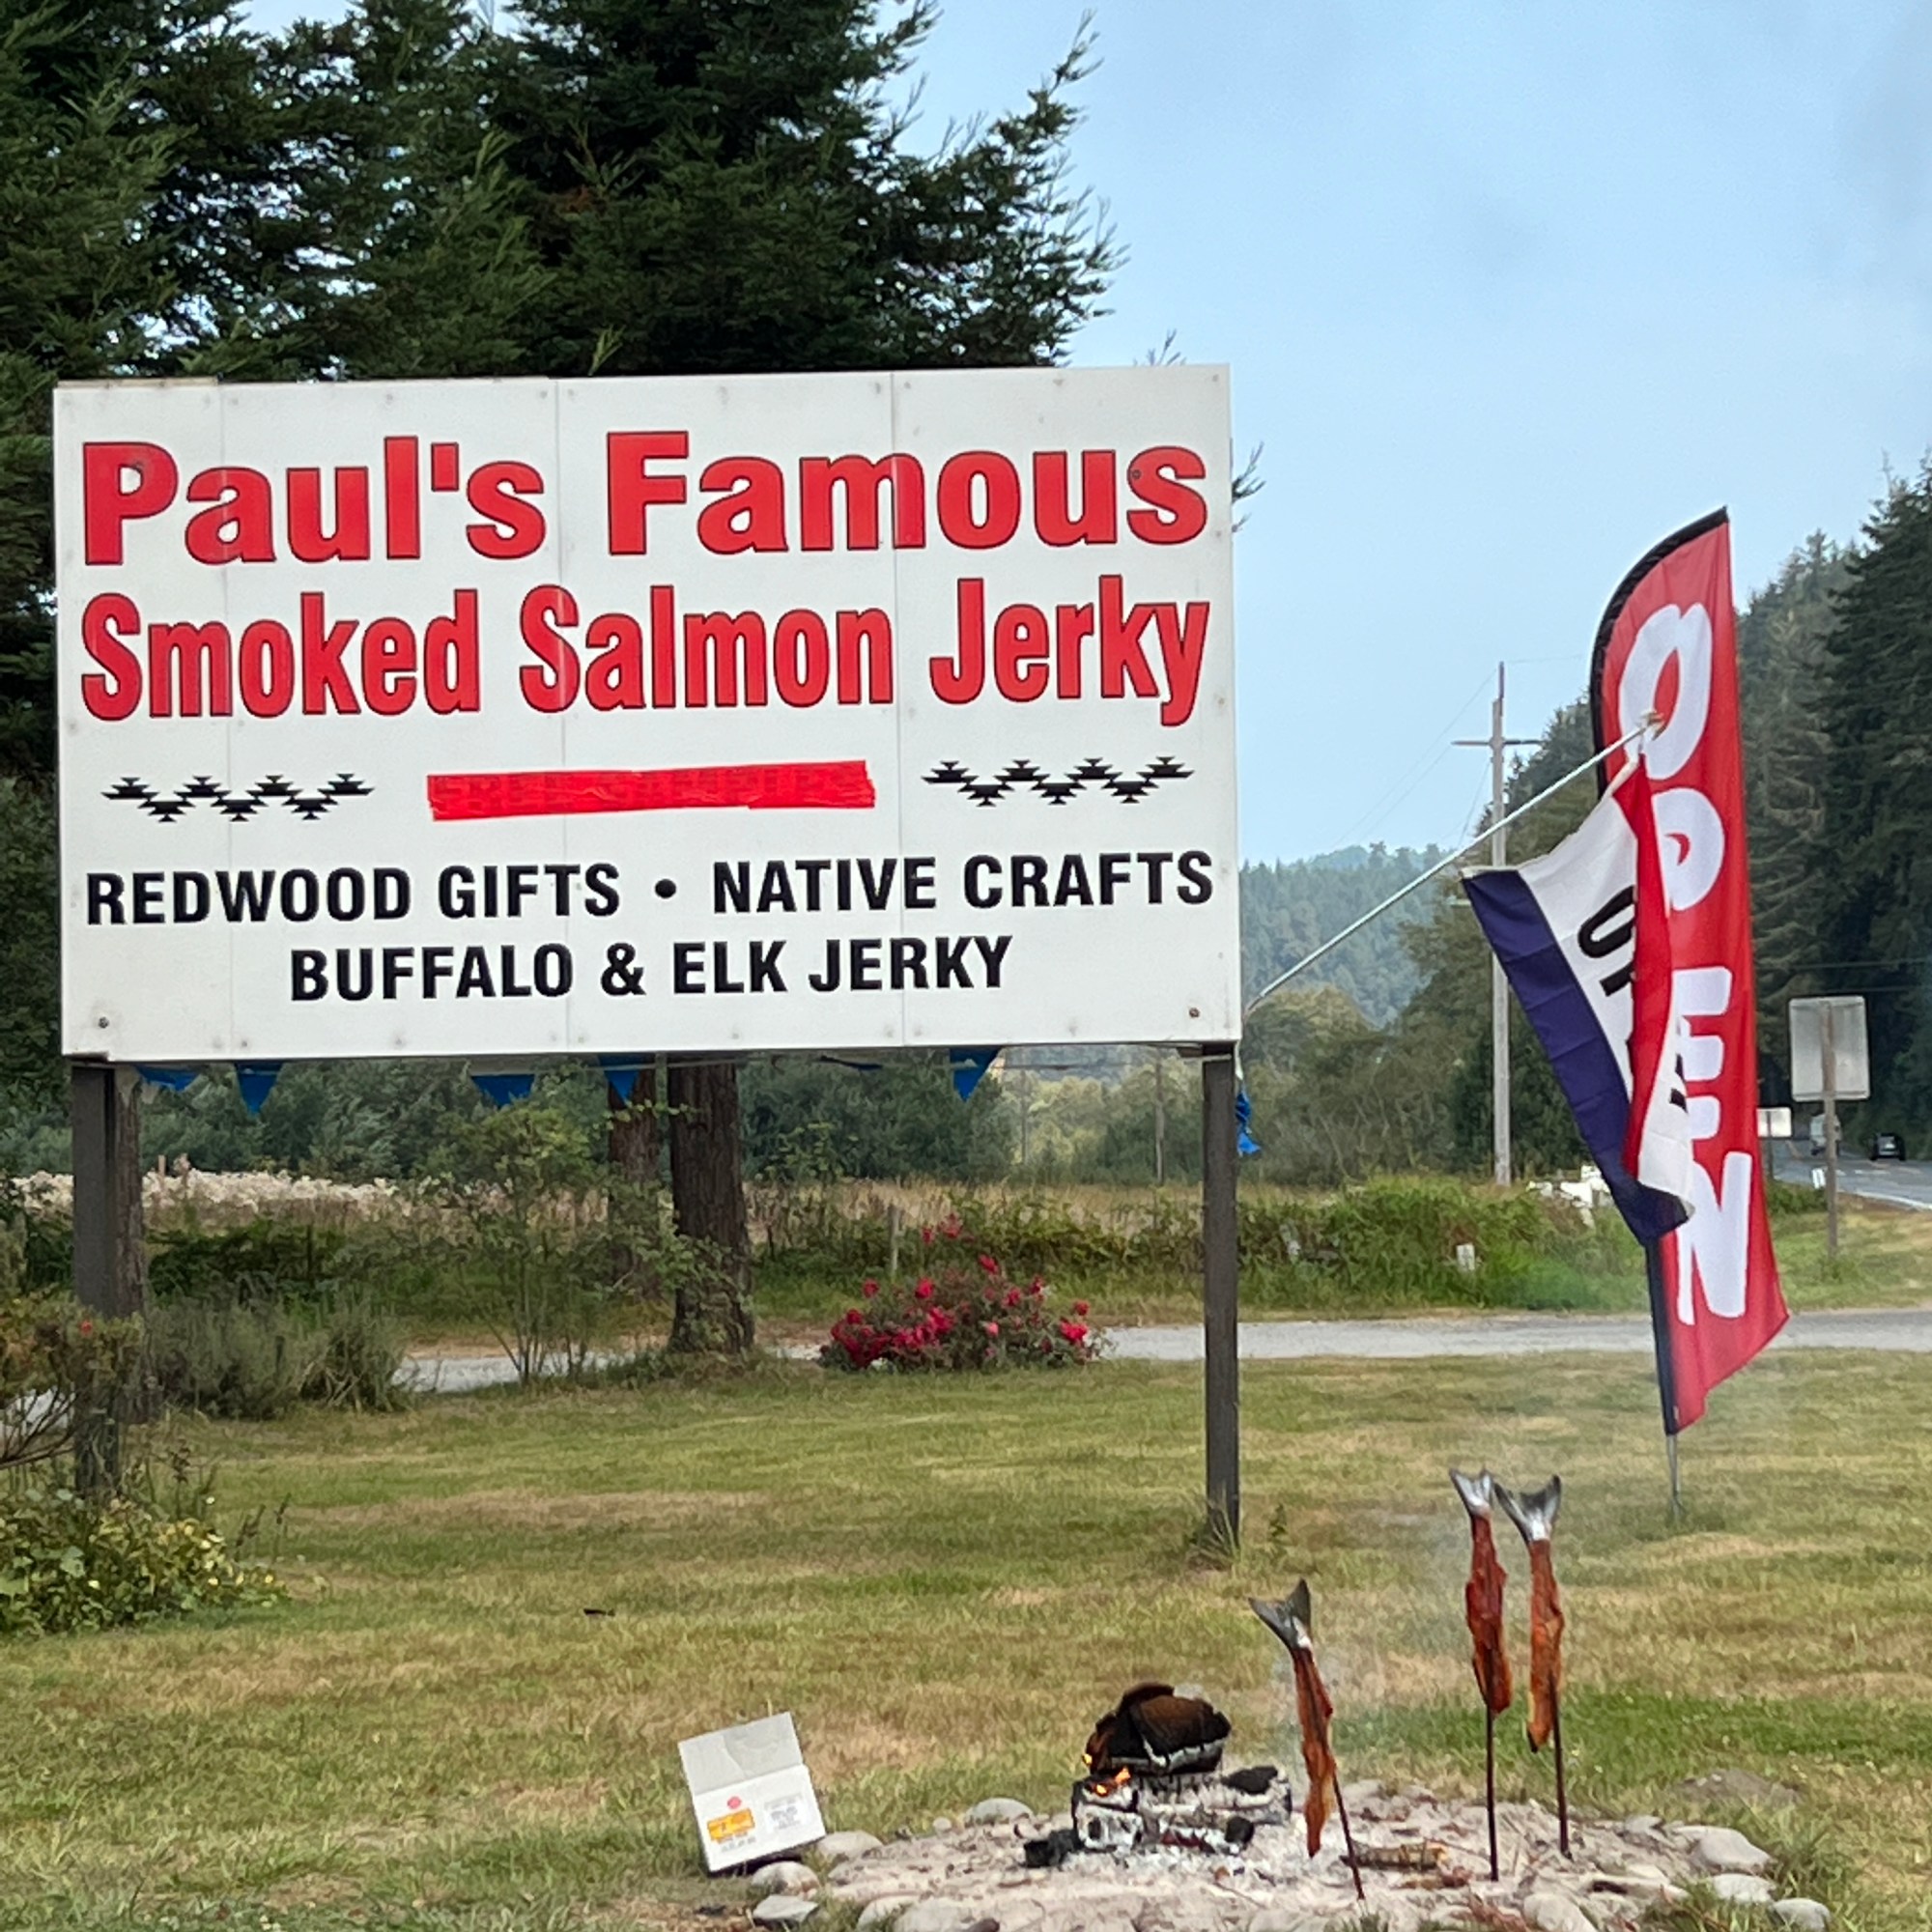 Paul's Famous
Smoked Salmon Jerky
REDWOOD GIFTS • NATIVE CRAFTS
BUFFALO & ELK JERKY
OPEN